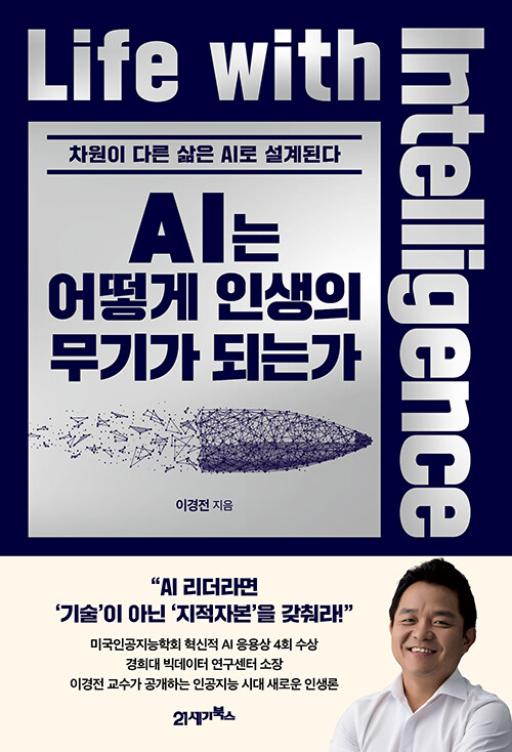 Life with
Intelligence
차원이 다른 삶은 AI로 설계된다
AI는
어떻게 인생의
무기가 되는가
이경전 지음
“AI 리더라면
‘기술’이 아닌 ‘지적자본’을 갖춰라!”
미국인공지능학회 혁신적 AI 응용상 4회 수상
경희대 빅데이터 연구센터 소장
이경전 교수가 공개하는 인공지능 시대 새로운 인생론
21세기북스